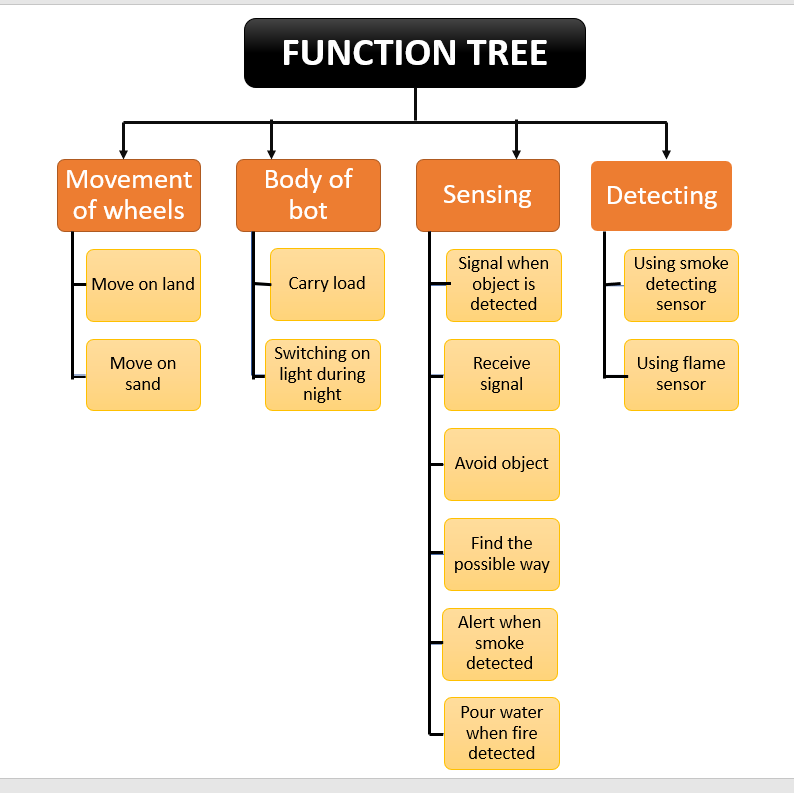 FUNCTION TREE
Movement
of wheels
Move on land
Move on
sand
Body of
bot
Carry load
Switching on
light during
night
Sensing
Signal when
object is
detected
Receive
signal
Avoid object
Find the
possible way
Alert when
smoke
detected
Pour water
when fire
detected
Detecting
Using smoke
detecting
sensor
Using flame
sensor